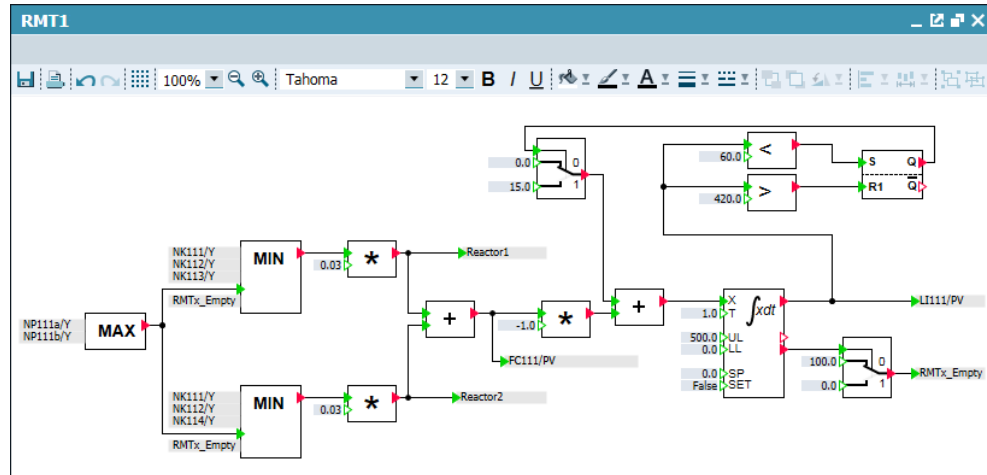 RMT1
100%
Tahoma
12
B
I
U
A
0.0
0
15.0
1
60.0
<
420.0
>
S
Q
R1
Q
NK111/Y
NK112/Y
NK113/Y
RMTx_Empty
MIN
0.03
*
Reactor1
NP111a/Y
NP111b/Y
MAX
+
-1.0
*
+
FC111/PV
X
1.0
T
∫xdt
500.0
UL
0.0
LL
0.0
SP
False
SET
LI111/PV
100.0
0
0.0
1
RMTx_Empty
NK111/Y
NK112/Y
NK114/Y
RMTx_Empty
MIN
0.03
*
Reactor2